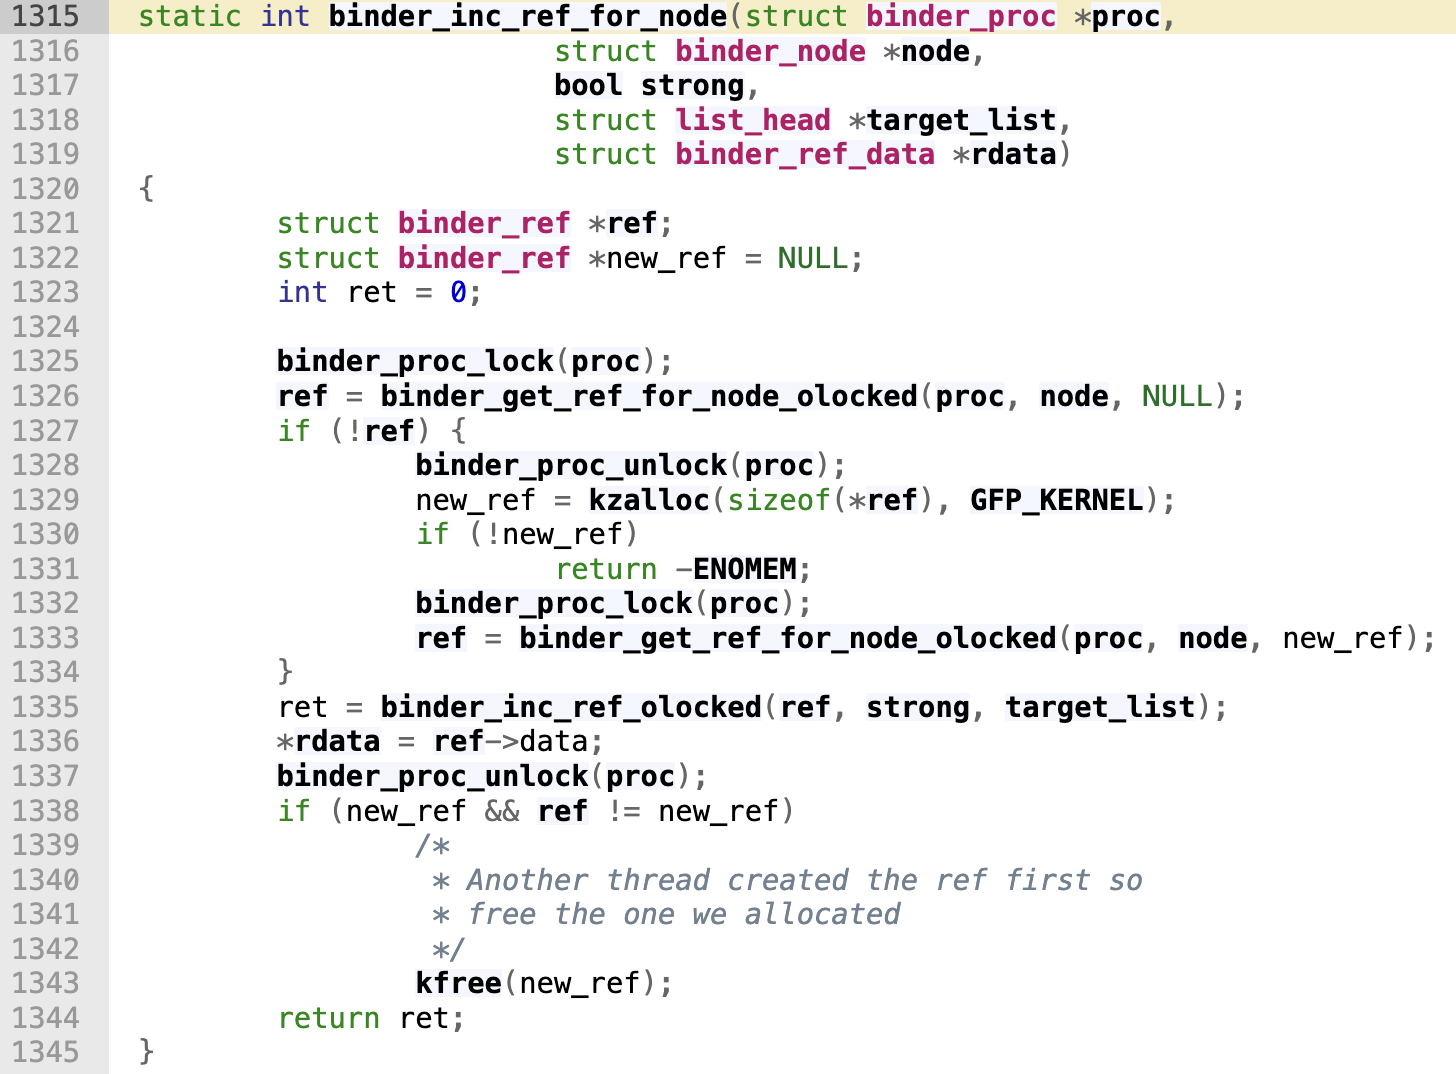 1315 static int binder_inc_ref_for_node(struct binder_proc *proc,
1316 struct binder_node *node,
1317 bool strong,
1318 struct list_head *target_list,
1319 struct binder_ref_data *rdata)
1320 {
1321 struct binder_ref *ref;
1322 struct binder_ref *new_ref = NULL;
1323 int ret = 0;
1324
1325 binder_proc_lock(proc);
1326 ref = binder_get_ref_for_node_olocked(proc, node, NULL);
1327 if (!ref) {
1328 binder_proc_unlock(proc);
1329 new_ref = kzalloc(sizeof(*ref), GFP_KERNEL);
1330 if (!new_ref)
1331 return -ENOMEM;
1332 binder_proc_lock(proc);
1333 ref = binder_get_ref_for_node_olocked(proc, node, new_ref);
1334 }
1335 ret = binder_inc_ref_olocked(ref, strong, target_list);
1336 *rdata = ref->data;
1337 binder_proc_unlock(proc);
1338 if (new_ref && ref != new_ref)
1339 /*
1340 * Another thread created the ref first so
1341 * free the one we allocated
1342 */
1343 kfree(new_ref);
1344 return ret;
1345 }